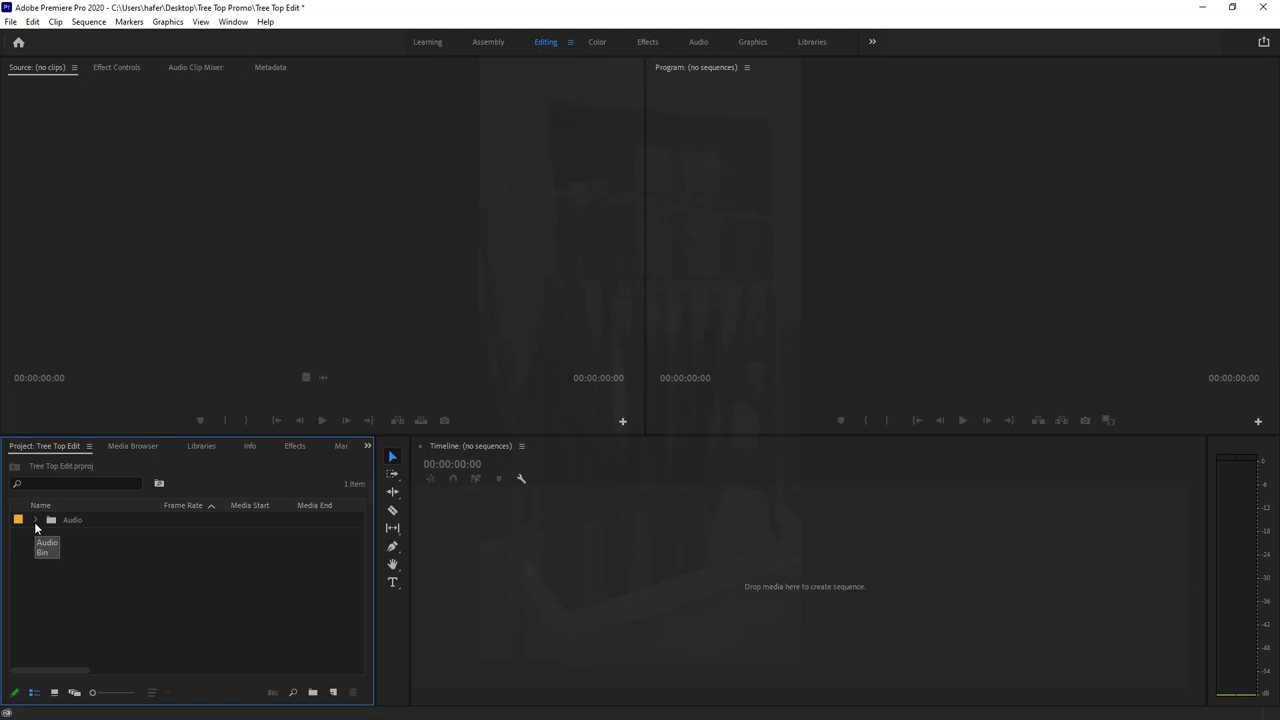 Adobe Premiere Pro 2020 - C:\Users\hafer\Desktop\Tree Top Promo\Tree Top Edit *
File Edit Clip Sequence Markers Graphics View Window Help
Learning Assembly Editing Color Effects Audio Graphics Libraries
Source: (no clips) Effect Controls Audio Clip Mixer: Metadata
Program: (no sequences)
00:00:00:00 00:00:00:00
00:00:00:00 00:00:00:00
Project: Tree Top Edit Media Browser Libraries Info Effects Mar
Tree Top Edit.prproj
1 Item
Name Frame Rate Media Start Media End
Audio
Audio
Bin
Timeline: (no sequences)
00:00:00:00
Drop media here to create sequence.
0
-6
-12
-18
-24
-30
-36
-42
-48
-54
dB